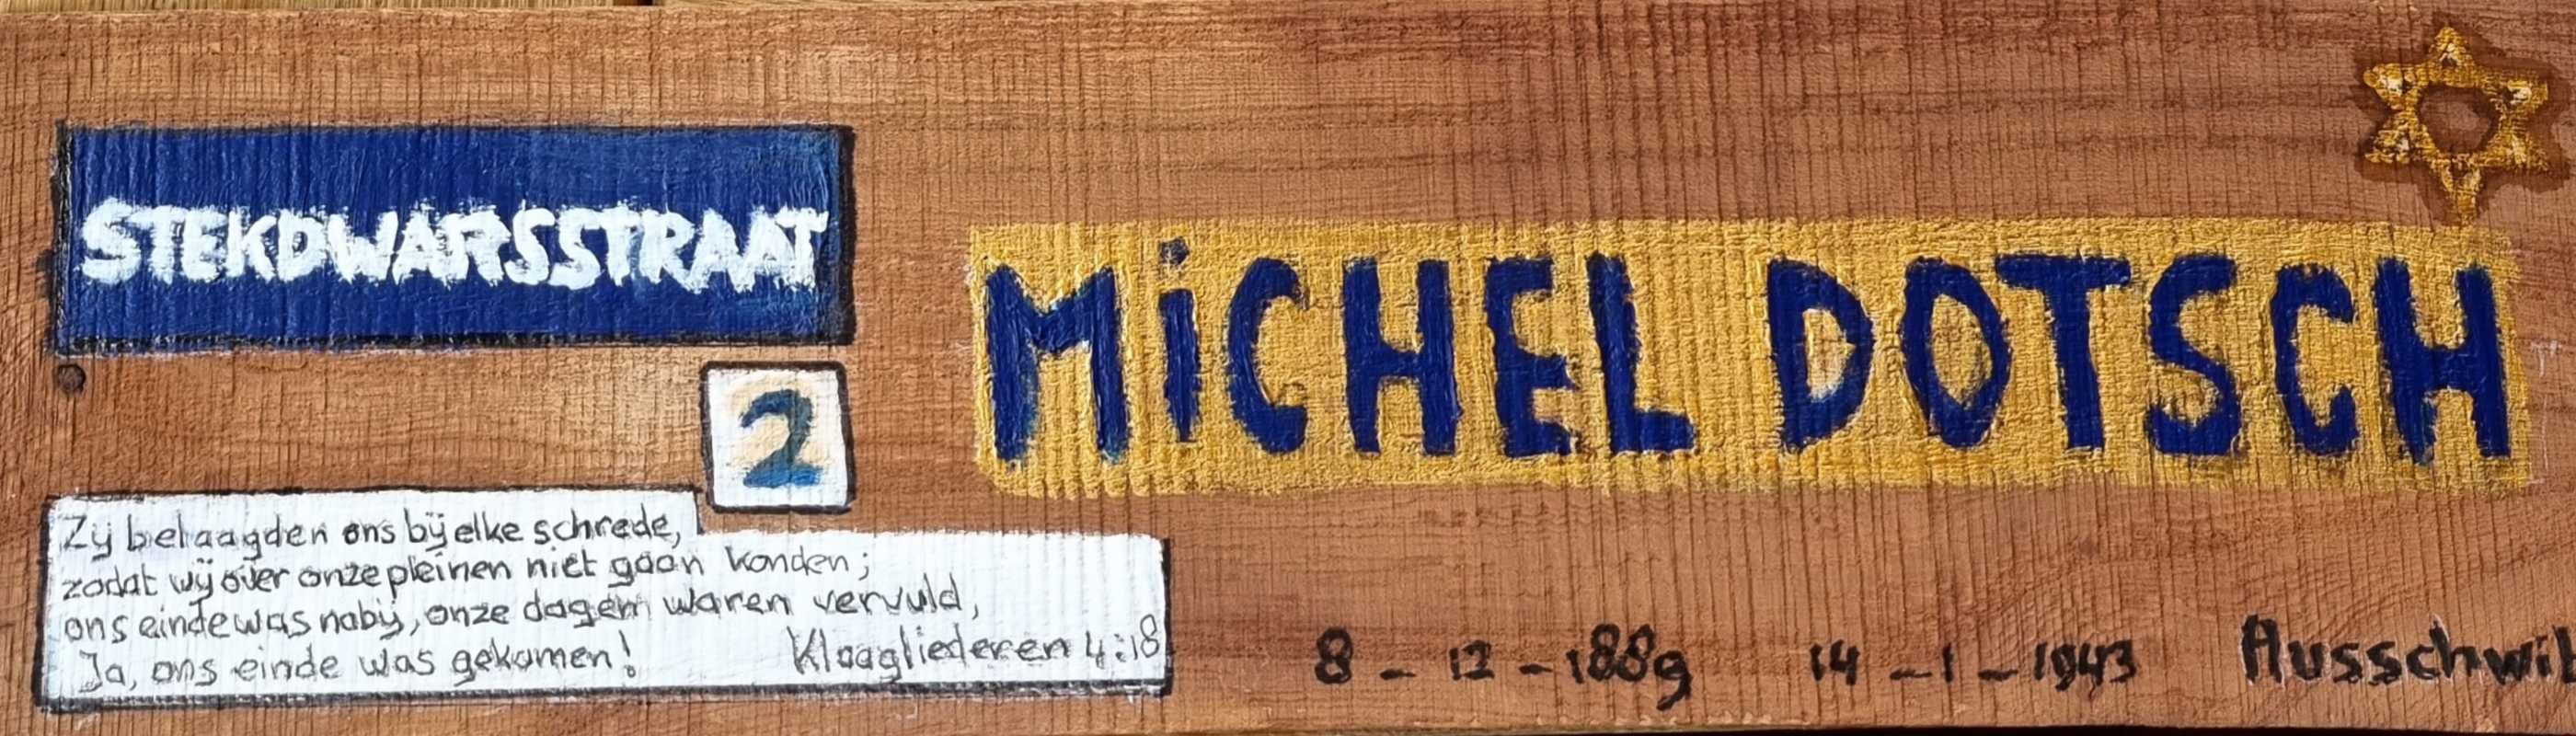 STEKDWARSSTRAAT
2
MiCHEL DOTSCH
Zij belaagden ons bij elke schrede,
zodat wij over onze pleinen niet gaan konden;
ons einde was nabij, onze dagen waren vervuld,
Ja, ons einde was gekomen! Klaagliederen 4:18
8 - 12 - 1889 14 - 1 - 1943 Ausschwit